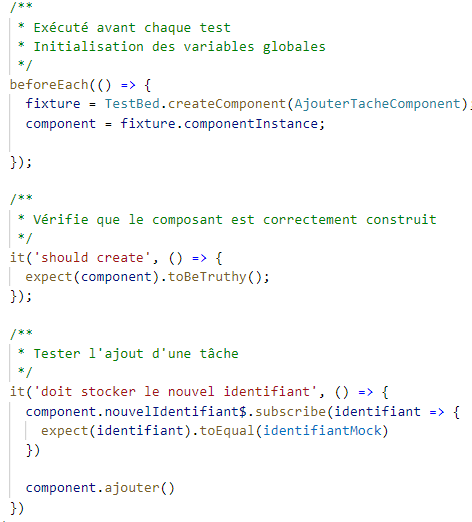 /**
 * Exécuté avant chaque test
 * Initialisation des variables globales
 */
beforeEach(() => {
  fixture = TestBed.createComponent(AjouterTacheComponent);
  component = fixture.componentInstance;

});

/**
 * Vérifie que le composant est correctement construit
 */
it('should create', () => {
  expect(component).toBeTruthy();
});

/**
 * Tester l'ajout d'une tâche
 */
it('doit stocker le nouvel identifiant', () => {
  component.nouvelIdentifiant$.subscribe(identifiant => {
    expect(identifiant).toEqual(identifiantMock)
  })

  component.ajouter()
})